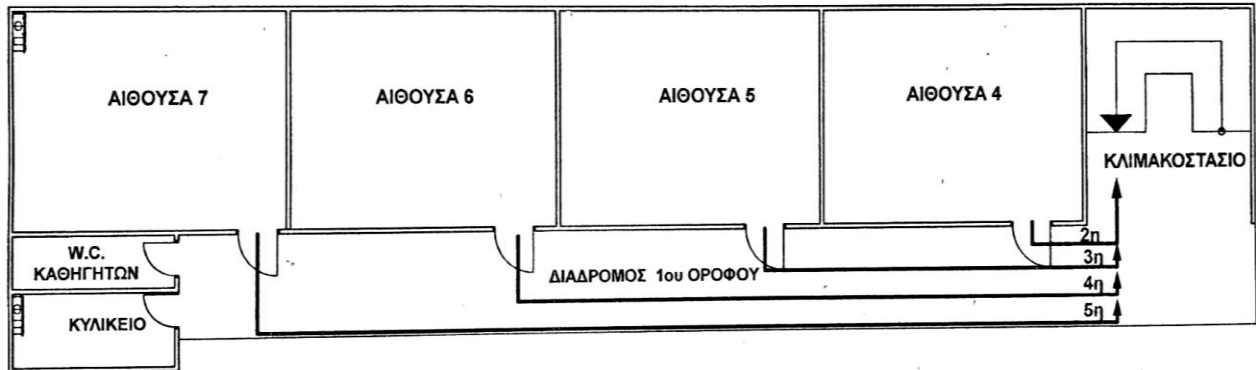 ΑΙΘΟΥΣΑ 7
ΑΙΘΟΥΣΑ 6
ΑΙΘΟΥΣΑ 5
ΑΙΘΟΥΣΑ 4
ΚΛΙΜΑΚΟΣΤΑΣΙΟ
W.C.
ΚΑΘΗΓΗΤΩΝ
ΚΥΛΙΚΕΙΟ
ΔΙΑΔΡΟΜΟΣ 1ου ΟΡΟΦΟΥ
2η
3η
4η
5η